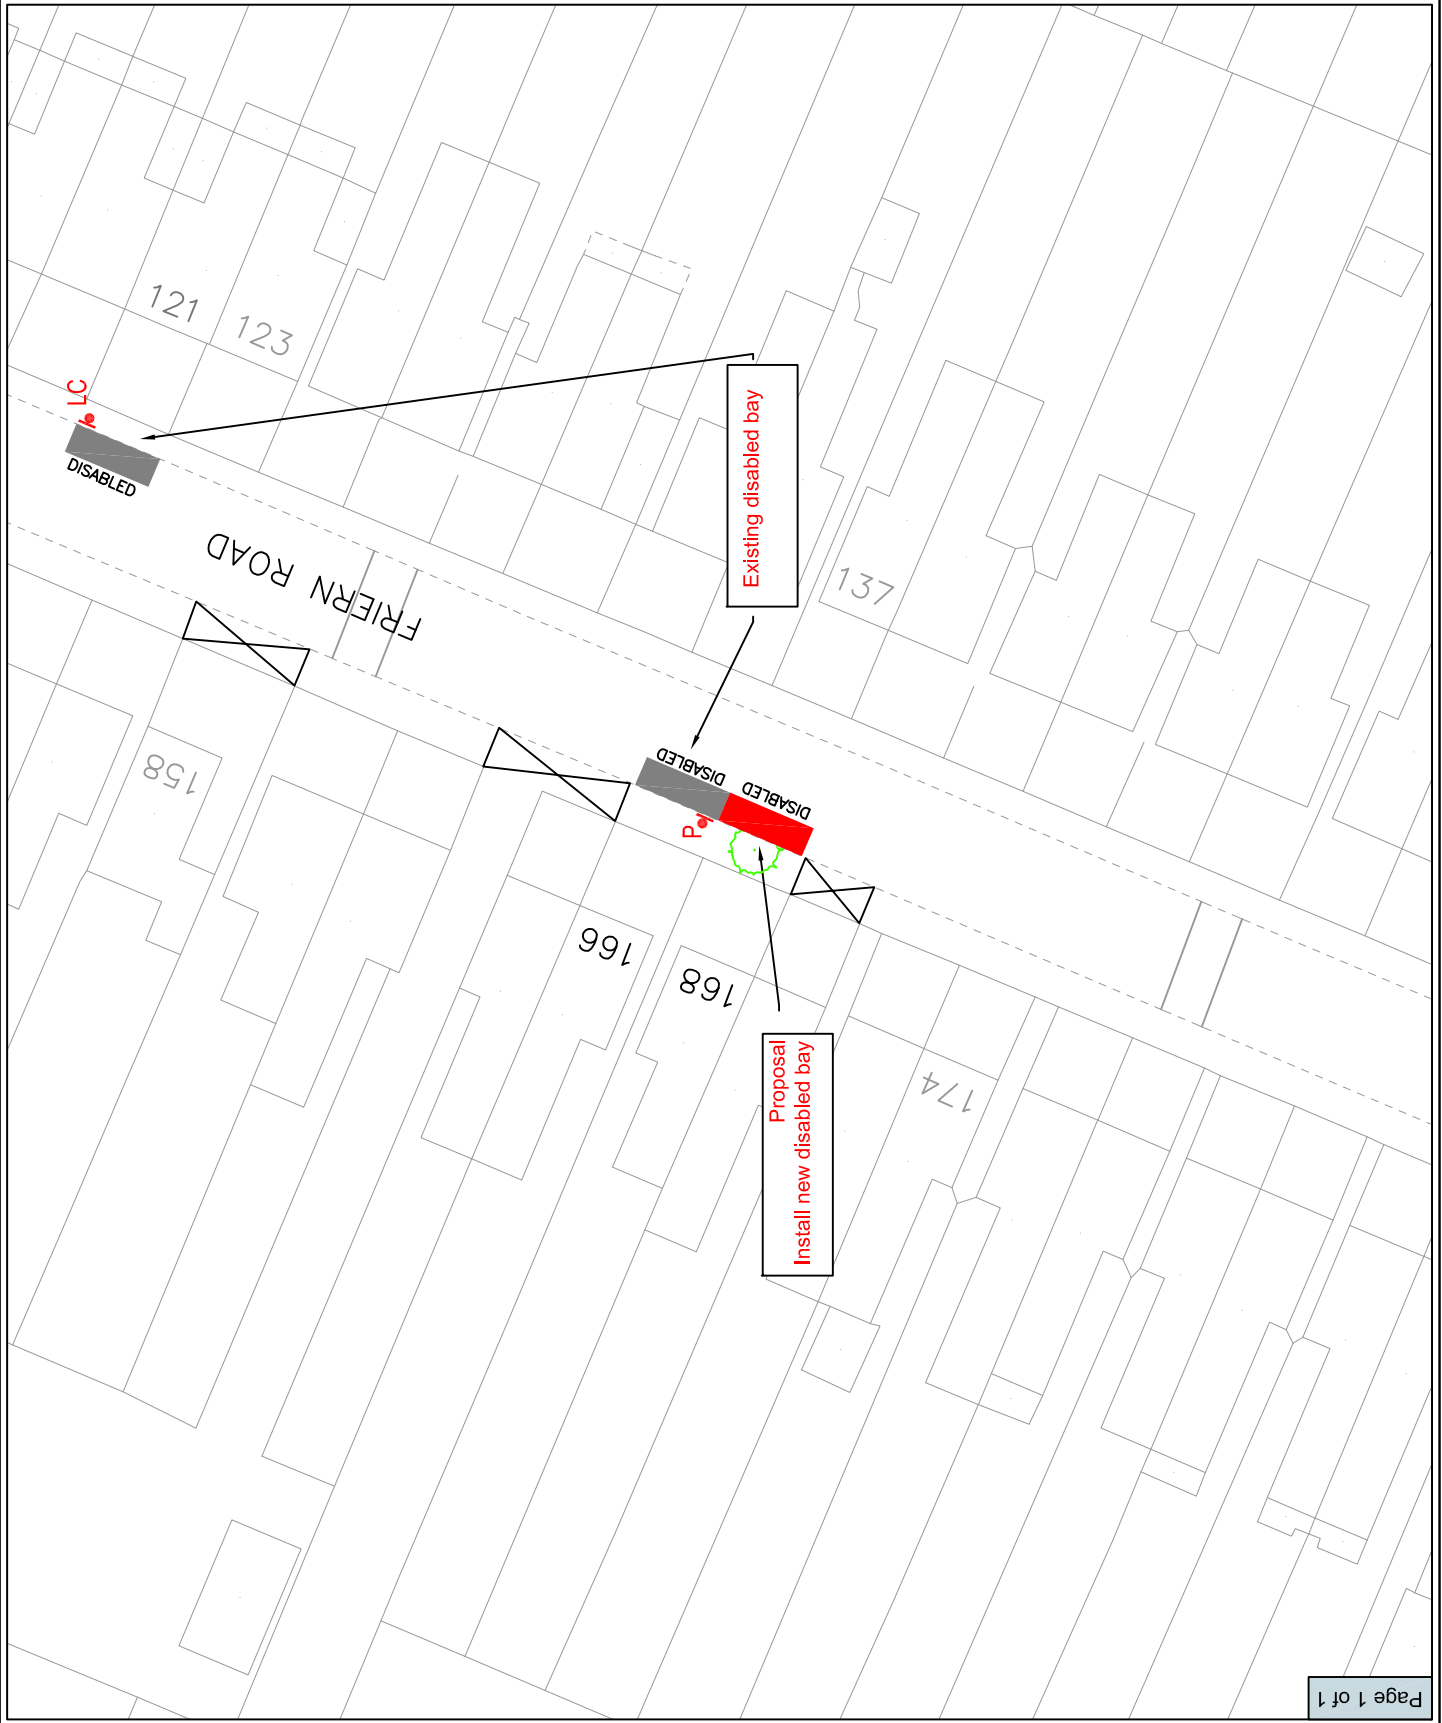 121
123
LC
DISABLED
FRIERN ROAD
Existing disabled bay
137
158
DISABLED
DISABLED
P
166
168
Proposal
Install new disabled bay
174
Page 1 of 1